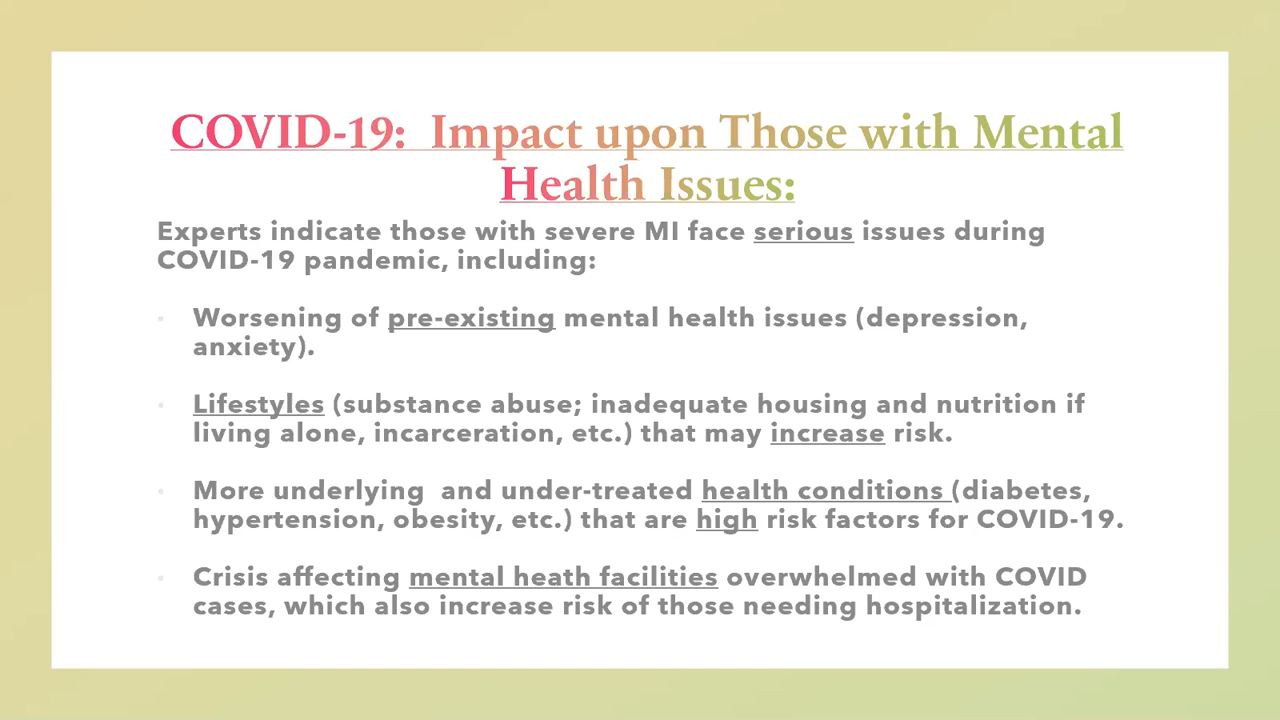 COVID-19:  Impact upon Those with Mental
Health Issues:
Experts indicate those with severe MI face serious issues during
COVID-19 pandemic, including:
• Worsening of pre-existing mental health issues (depression,
anxiety).
• Lifestyles (substance abuse; inadequate housing and nutrition if
living alone, incarceration, etc.) that may increase risk.
• More underlying  and under-treated health conditions (diabetes,
hypertension, obesity, etc.) that are high risk factors for COVID-19.
• Crisis affecting mental heath facilities overwhelmed with COVID
cases, which also increase risk of those needing hospitalization.